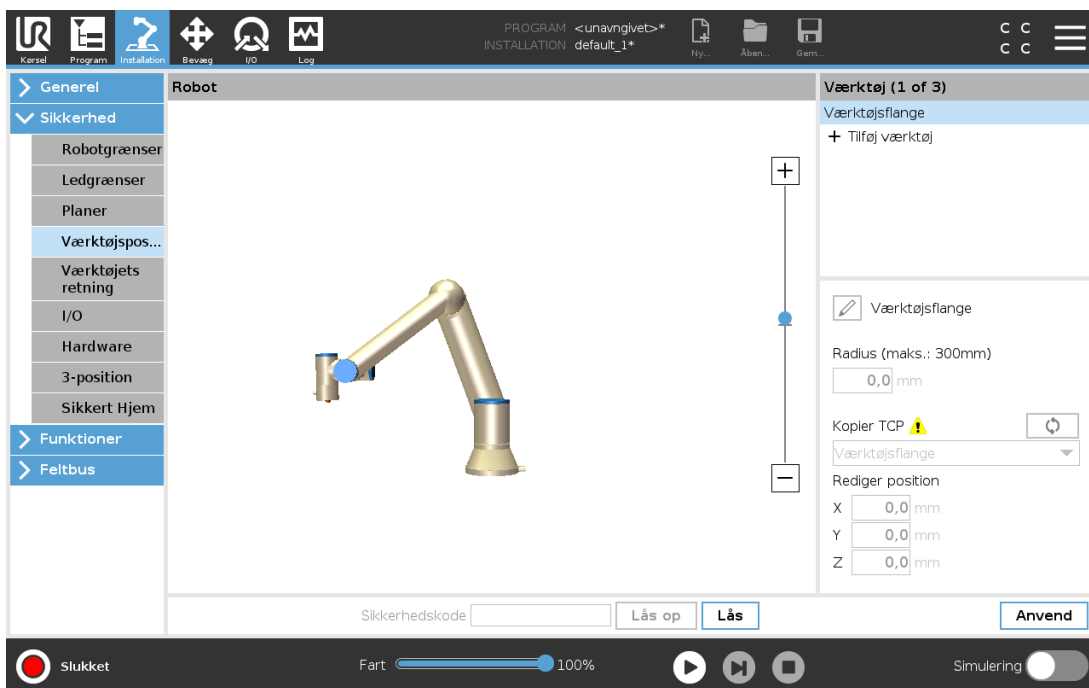 PROGRAM <unavngivet>*
INSTALLATION default_1*
Kørsel Program Installation Bevæg I/O Log Ny... Åben... Gem...
C C
C C
Generel
Sikkerhed
Robotgrænser
Ledgrænser
Planer
Værktøjspos...
Værktøjets
retning
I/O
Hardware
3-position
Sikkert Hjem
Funktioner
Feltbus
Robot
+
−
Sikkerhedskode Lås op Lås
Værktøj (1 of 3)
Værktøjsflange
+ Tilføj værktøj
Værktøjsflange
Radius (maks.: 300mm)
0,0 mm
Kopier TCP
Værktøjsflange
Rediger position
X 0,0 mm
Y 0,0 mm
Z 0,0 mm
Anvend
Slukket Fart 100% Simulering